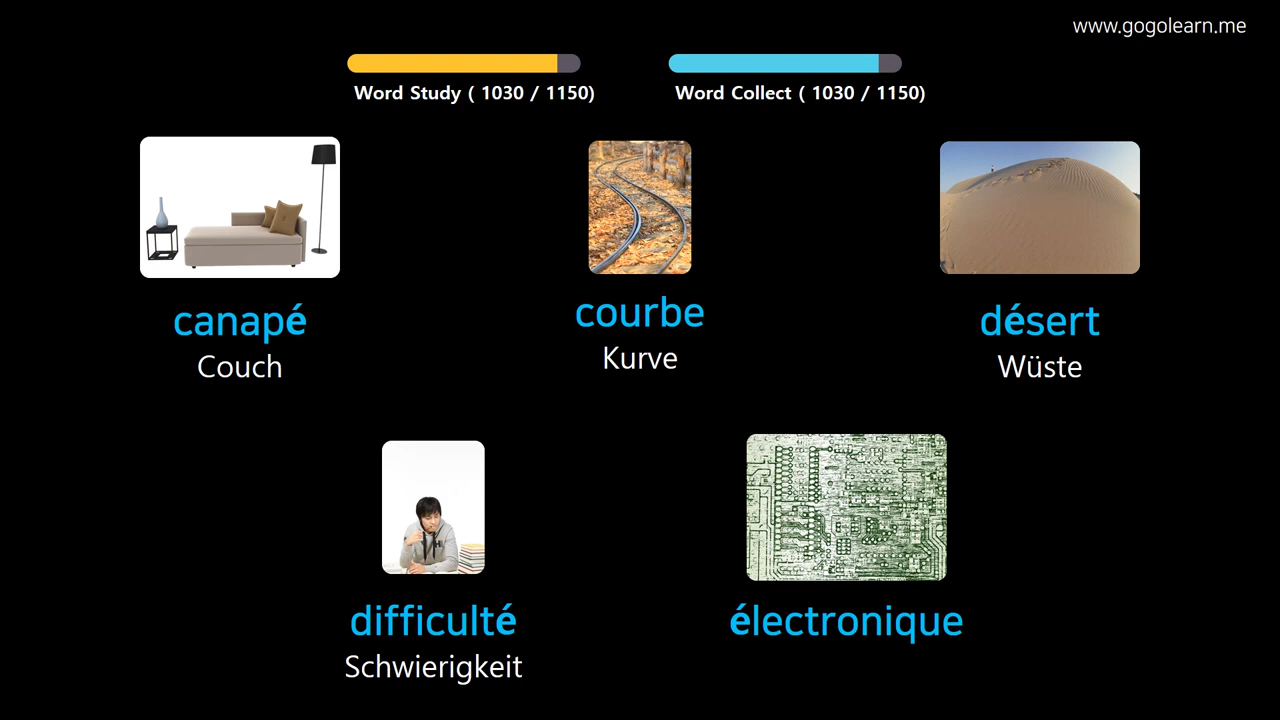 www.gogolearn.me
Word Study ( 1030 / 1150)
Word Collect ( 1030 / 1150)
canapé
Couch
courbe
Kurve
désert
Wüste
difficulté
Schwierigkeit
électronique